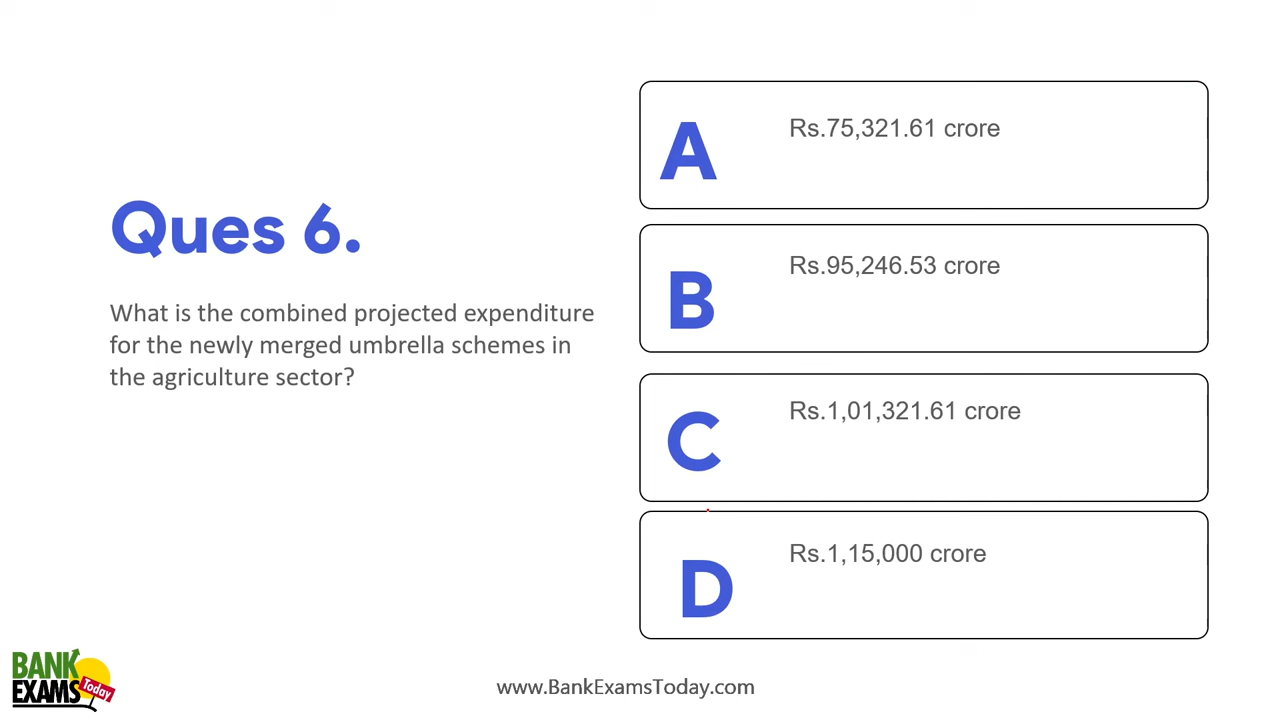 Ques 6.
What is the combined projected expenditure
for the newly merged umbrella schemes in
the agriculture sector?
A
Rs.75,321.61 crore
B
Rs.95,246.53 crore
C
Rs.1,01,321.61 crore
D
Rs.1,15,000 crore
BANK
EXAMS
Today
www.BankExamsToday.com